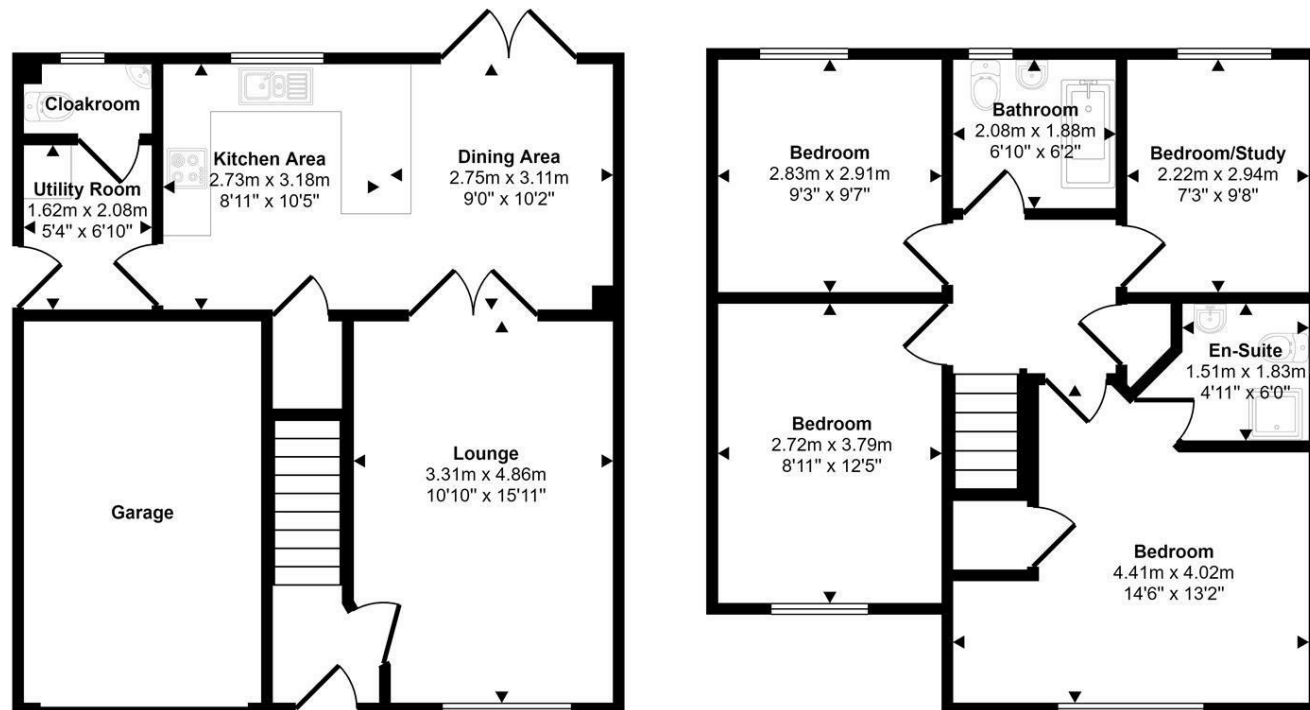 Cloakroom
Utility Room
1.62m x 2.08m
5'4" x 6'10"
Kitchen Area
2.73m x 3.18m
8'11" x 10'5"
Dining Area
2.75m x 3.11m
9'0" x 10'2"
Garage
Lounge
3.31m x 4.86m
10'10" x 15'11"
Bedroom
2.83m x 2.91m
9'3" x 9'7"
Bathroom
2.08m x 1.88m
6'10" x 6'2"
Bedroom/Study
2.22m x 2.94m
7'3" x 9'8"
En-Suite
1.51m x 1.83m
4'11" x 6'0"
Bedroom
2.72m x 3.79m
8'11" x 12'5"
Bedroom
4.41m x 4.02m
14'6" x 13'2"